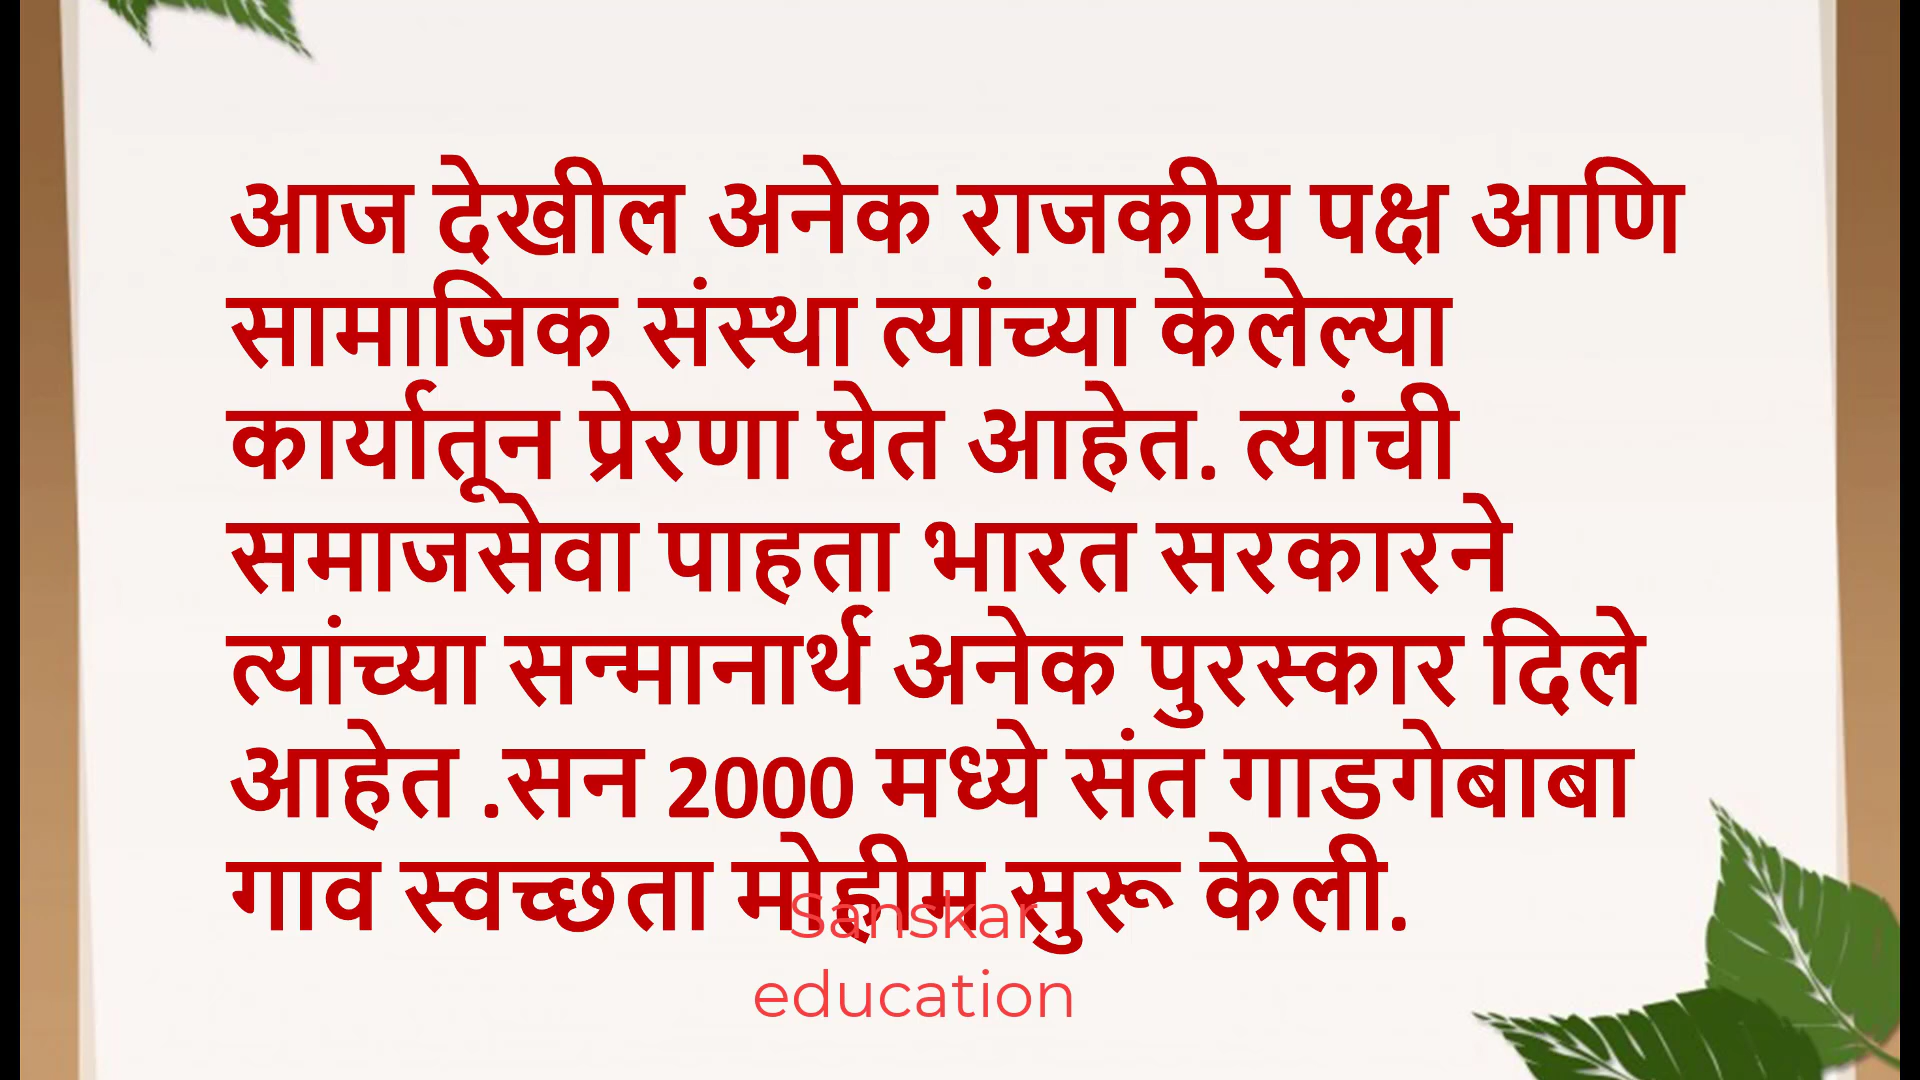 आज देखील अनेक राजकीय पक्ष आणि
सामाजिक संस्था त्यांच्या केलेल्या
कार्यातून प्रेरणा घेत आहेत. त्यांची
समाजसेवा पाहता भारत सरकारने
त्यांच्या सन्मानार्थ अनेक पुरस्कार दिले
आहेत .सन 2000 मध्ये संत गाडगेबाबा
गाव स्वच्छता मोहीम सुरू केली.
Sanskar
education